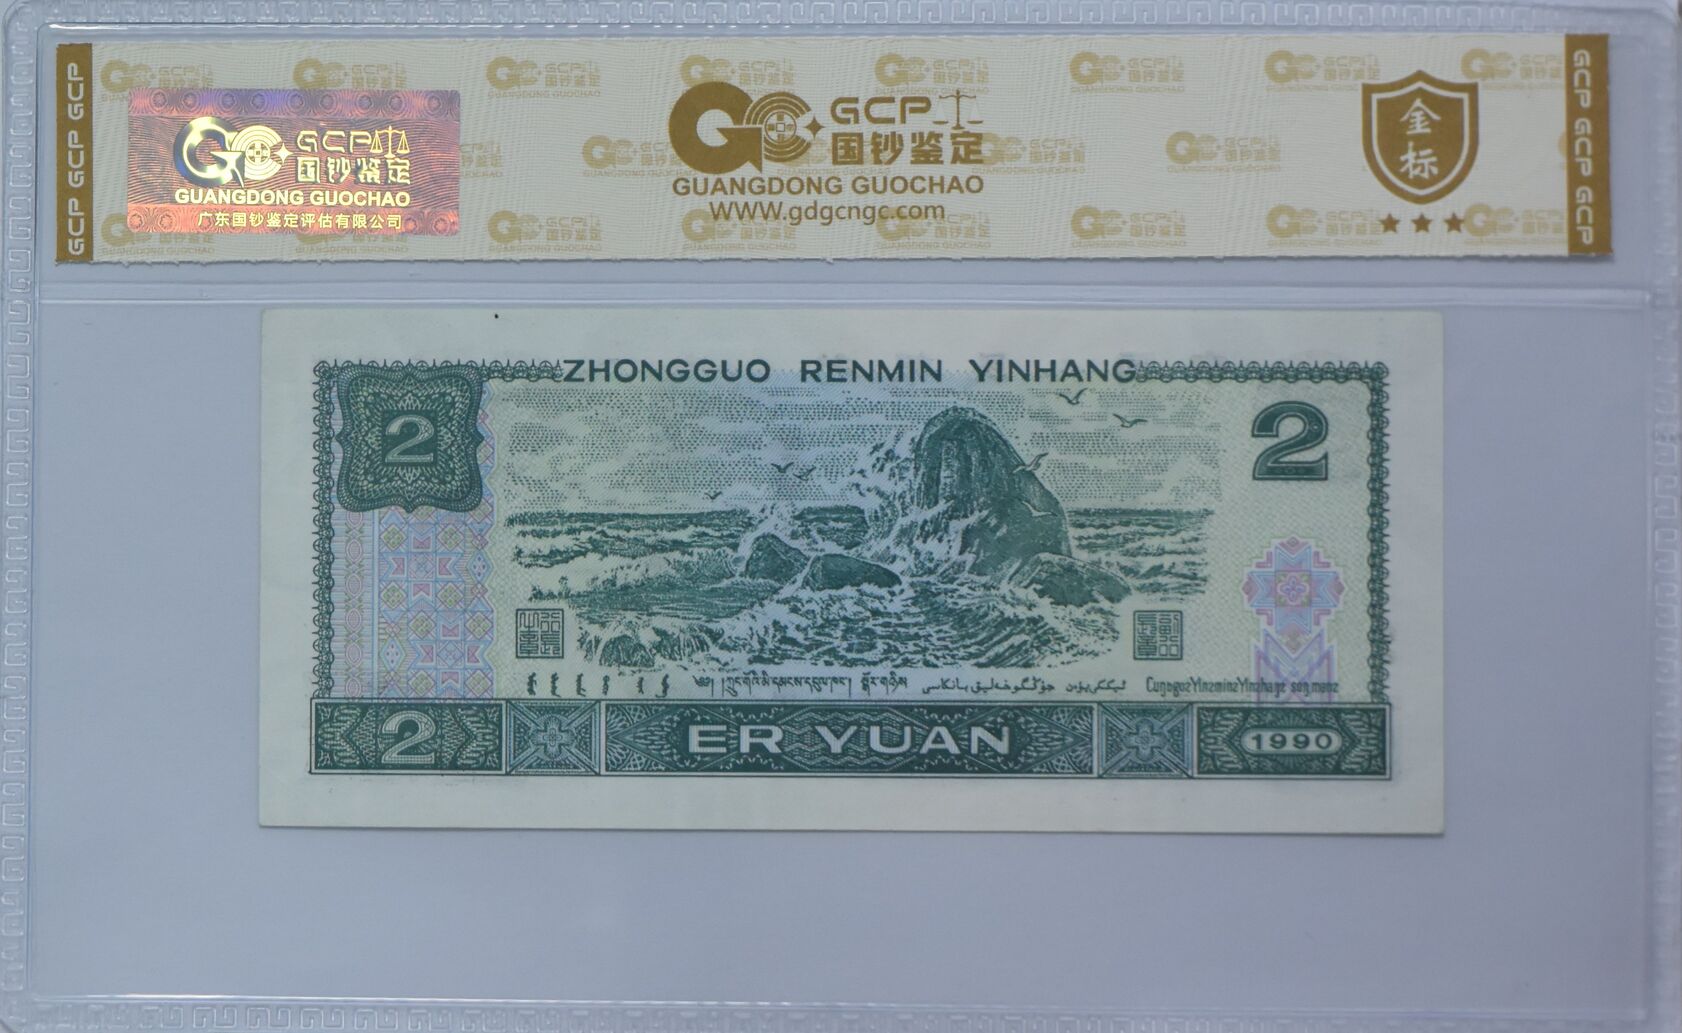 GCP GCP GCP
GCP
国钞鉴定
GUANGDONG GUOCHAO
广东国钞鉴定评估有限公司
GCP
国钞鉴定
GUANGDONG GUOCHAO
WWW.gdgcngc.com
金
标
GCP GCP GCP
ZHONGGUO RENMIN YINHANG
2
2
2
ER YUAN
1990